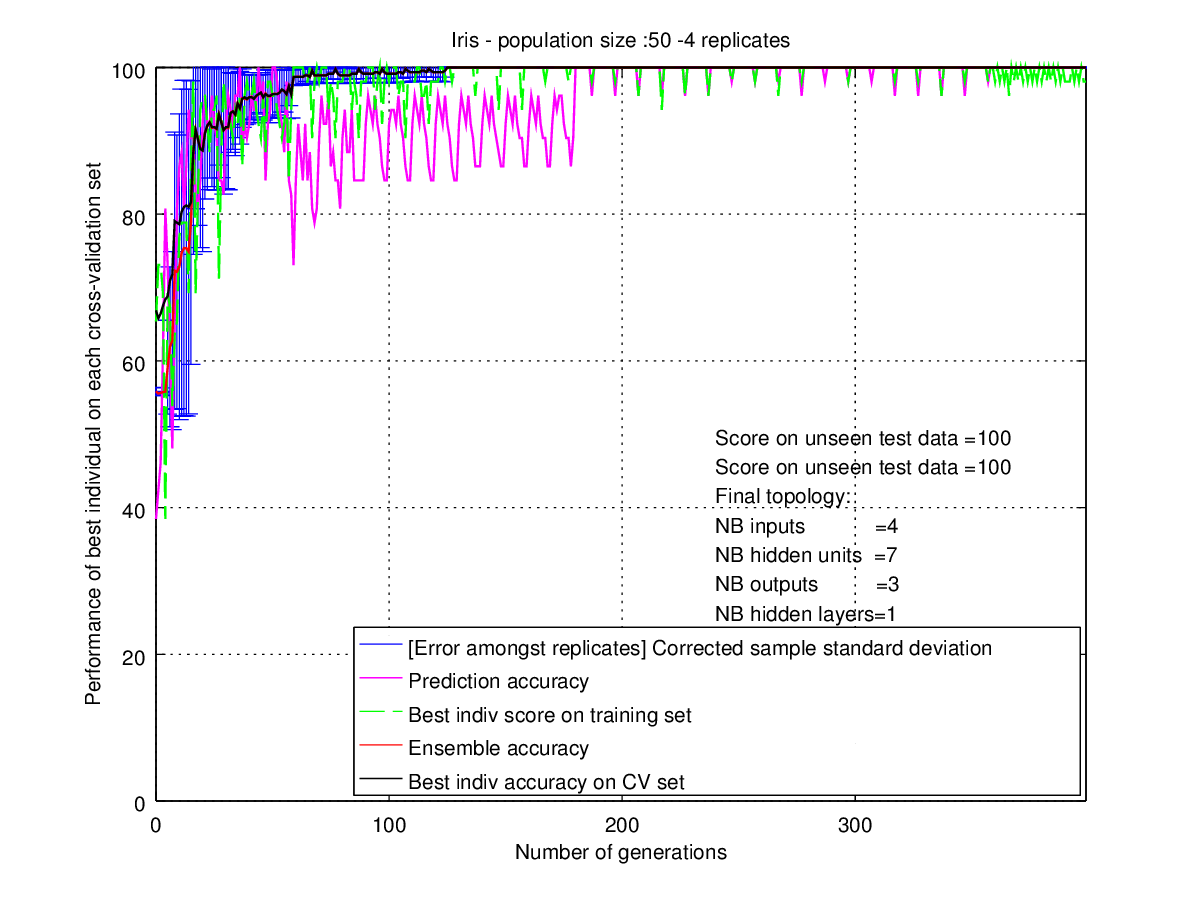 Iris - population size :50 -4 replicates
Performance of best individual on each cross-validation set
100
80
60
40
20
0
Score on unseen test data =100
Score on unseen test data =100
Final topology:
NB inputs =4
NB hidden units =7
NB outputs =3
NB hidden layers=1
[Error amongst replicates] Corrected sample standard deviation
Prediction accuracy
Best indiv score on training set
Ensemble accuracy
Best indiv accuracy on CV set
0 100 200 300
Number of generations